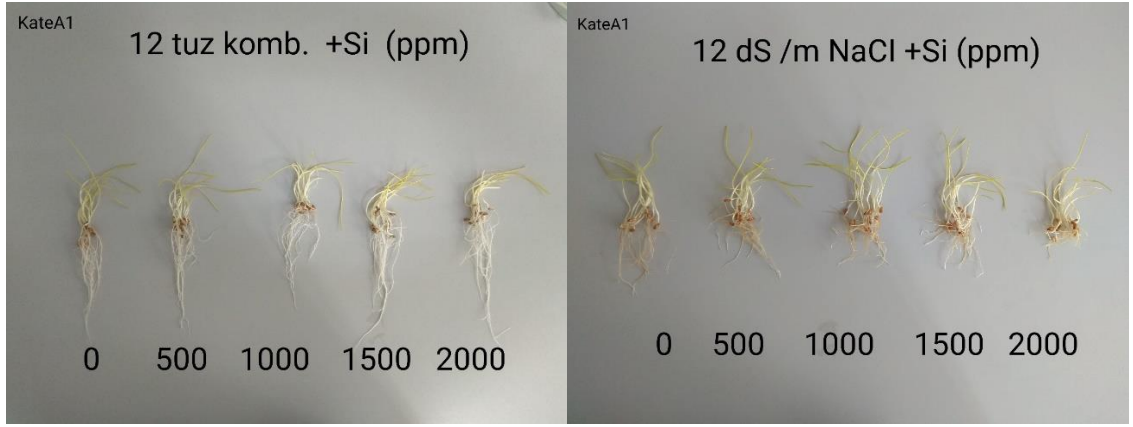 KateA1
12 tuz komb. +Si (ppm)
0 500 1000 1500 2000
KateA1
12 dS /m NaCl +Si (ppm)
0 500 1000 1500 2000